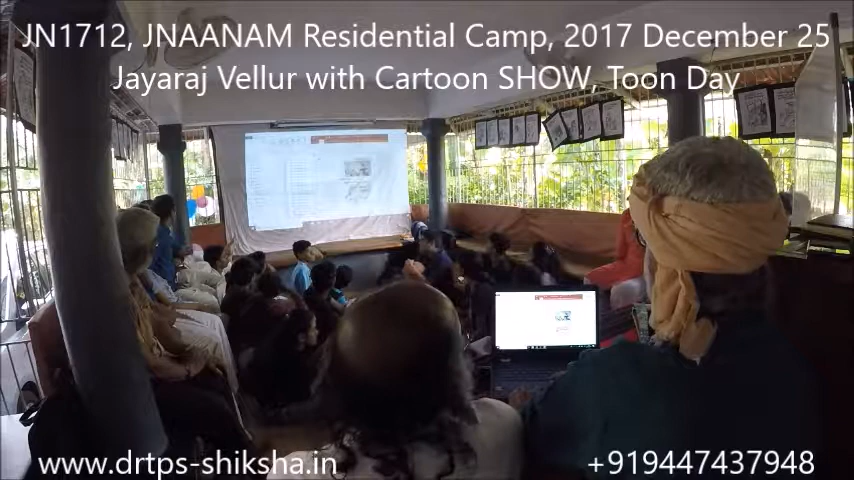 JN1712, JNAANAM Residential Camp, 2017 December 25
Jayaraj Vellur with Cartoon SHOW, Toon Day
www.drtps-shiksha.in
+919447437948